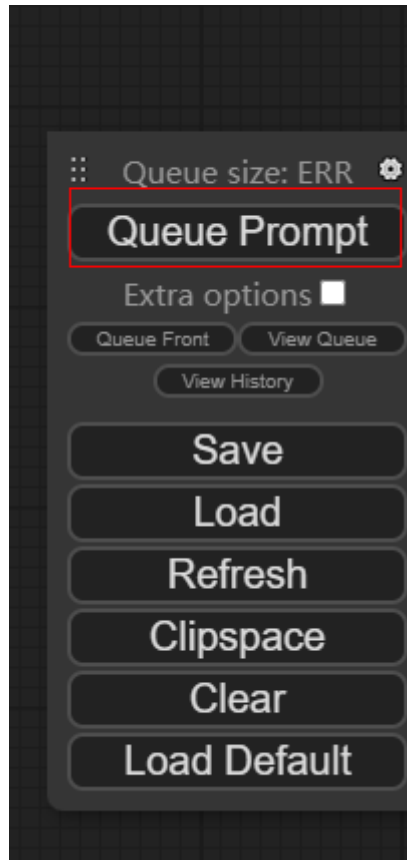 Queue size: ERR
Queue Prompt
Extra options
Queue Front View Queue
View History
Save
Load
Refresh
Clipspace
Clear
Load Default